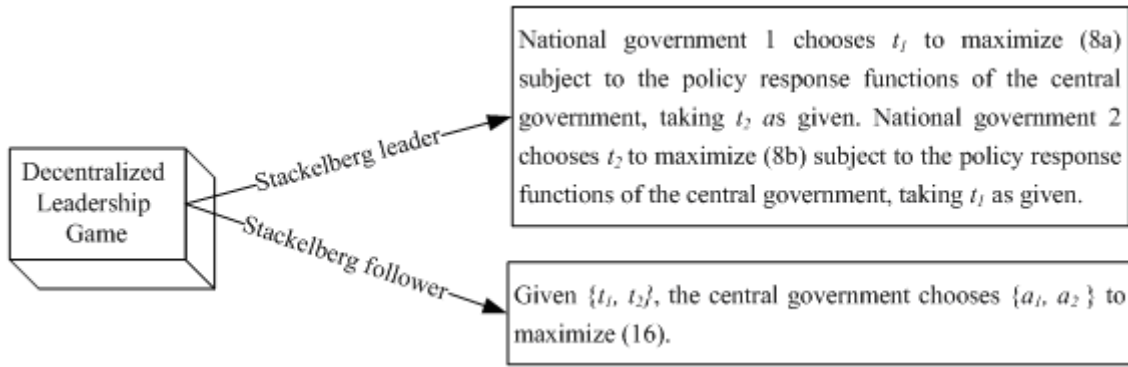 National government 1 chooses t1 to maximize (8a)
subject to the policy response functions of the central
government, taking t2 as given. National government 2
chooses t2 to maximize (8b) subject to the policy response
functions of the central government, taking t1 as given.
Stackelberg leader
Decentralized
Leadership
Game
Stackelberg follower
Given {t1, t2}, the central government chooses {a1, a2 } to
maximize (16).